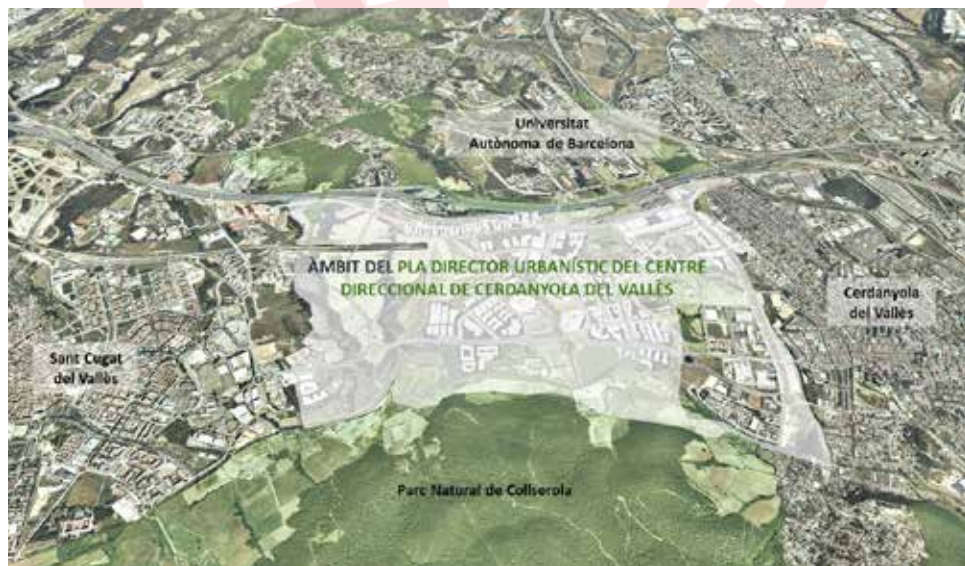 Universitat
Autònoma de Barcelona
ÀMBIT DEL PLA DIRECTOR URBANÍSTIC DEL CENTRE
DIRECCIONAL DE CERDANYOLA DEL VALLÈS
Cerdanyola
del Vallès
Sant Cugat
del Vallès
Parc Natural de Collserola